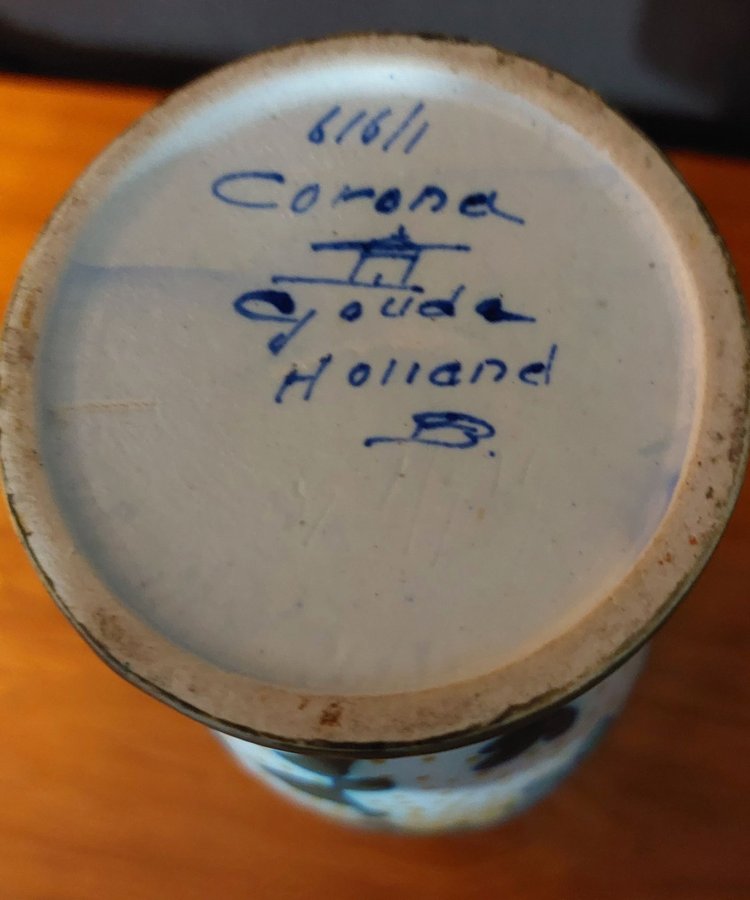 616/1
Corona
Gouda
Holland
B.